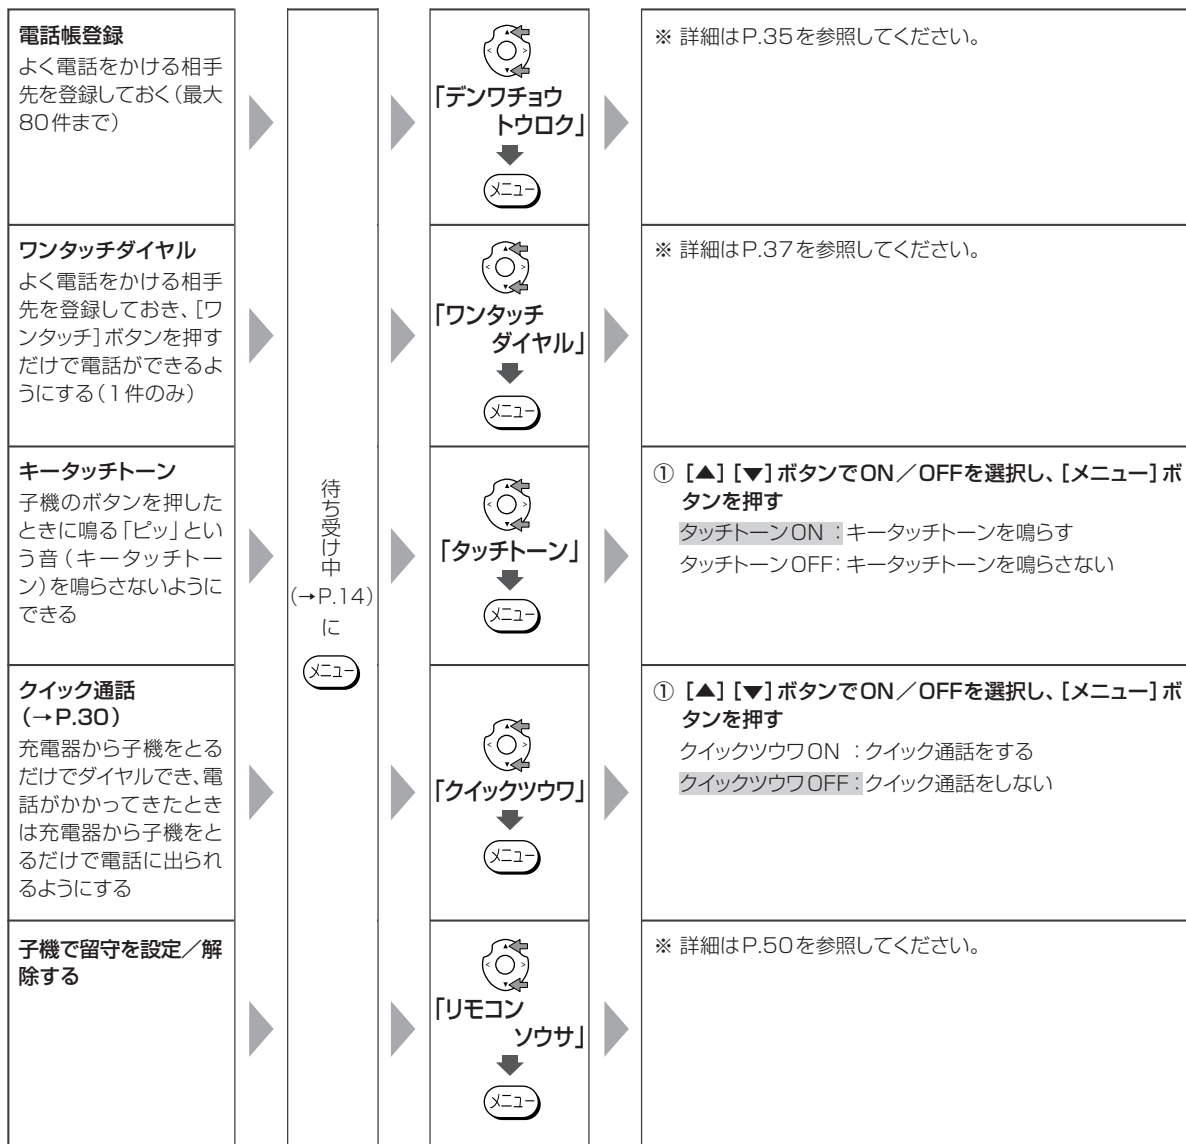 電話帳登録
よく電話をかける相手
先を登録しておく（最大
80件まで）
「デンワチョウ
トウロク」
メニュー
※ 詳細はP.35を参照してください。
ワンタッチダイヤル
よく電話をかける相手
先を登録しておき、［ワ
ンタッチ］ボタンを押す
だけで電話ができるよ
うにする（1件のみ）
「ワンタッチ
ダイヤル」
メニュー
※ 詳細はP.37を参照してください。
キータッチトーン
子機のボタンを押した
ときに鳴る「ピッ」とい
う音（キータッチトー
ン）を鳴らさないように
できる
待ち受け中
（→P.14）
に
メニュー
「タッチトーン」
メニュー
① ［▲］［▼］ボタンでON／OFFを選択し、［メニュー］ボ
タンを押す
タッチトーンON ：キータッチトーンを鳴らす
タッチトーンOFF：キータッチトーンを鳴らさない
クイック通話
（→P.30）
充電器から子機をとる
だけでダイヤルでき、電
話がかかってきたとき
は充電器から子機をと
るだけで電話に出られ
るようにする
「クイックツウワ」
メニュー
① ［▲］［▼］ボタンでON／OFFを選択し、［メニュー］ボ
タンを押す
クイックツウワON ：クイック通話をする
クイックツウワOFF：クイック通話をしない
子機で留守を設定／解
除する
「リモコン
ソウサ」
メニュー
※ 詳細はP.50を参照してください。